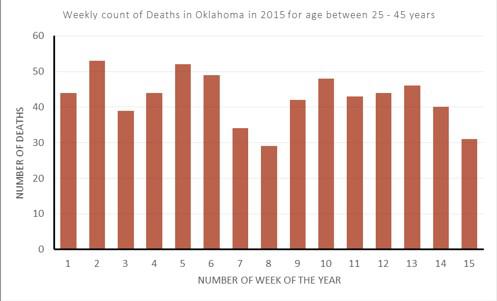 Weekly count of Deaths in Oklahoma in 2015 for age between 25 - 45 years
60
50
40
30
20
10
0
NUMBER OF DEATHS
1 2 3 4 5 6 7 8 9 10 11 12 13 14 15
NUMBER OF WEEK OF THE YEAR